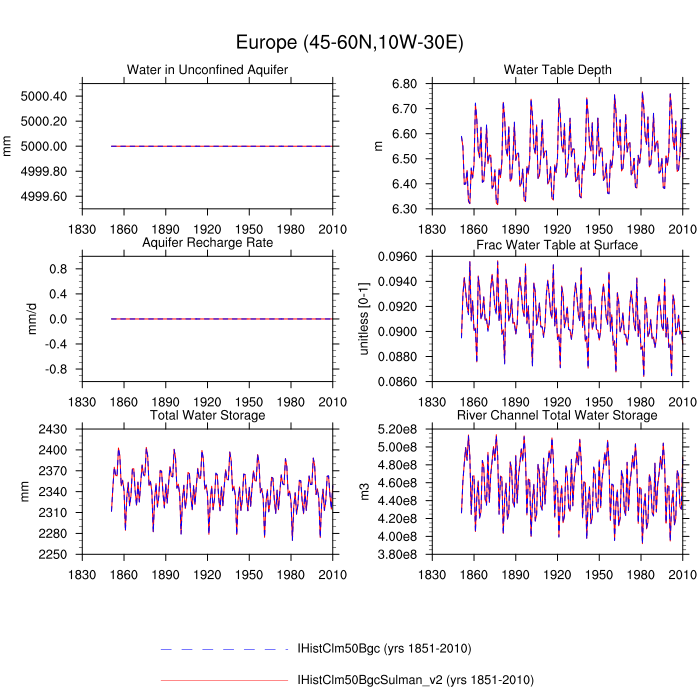 Europe (45-60N,10W-30E)
Water in Unconfined Aquifer
mm
5000.40
5000.20
5000.00
4999.80
4999.60
1830 1860 1890 1920 1950 1980 2010
Water Table Depth
m
6.80
6.70
6.60
6.50
6.40
6.30
1830 1860 1890 1920 1950 1980 2010
Aquifer Recharge Rate
mm/d
0.8
0.4
0.0
-0.4
-0.8
1830 1860 1890 1920 1950 1980 2010
Frac Water Table at Surface
unitless [0-1]
0.0960
0.0940
0.0920
0.0900
0.0880
0.0860
1830 1860 1890 1920 1950 1980 2010
Total Water Storage
mm
2430
2400
2370
2340
2310
2280
2250
1830 1860 1890 1920 1950 1980 2010
River Channel Total Water Storage
m3
5.20e8
5.00e8
4.80e8
4.60e8
4.40e8
4.20e8
4.00e8
3.80e8
1830 1860 1890 1920 1950 1980 2010
IHistClm50Bgc (yrs 1851-2010)
IHistClm50BgcSulman_v2 (yrs 1851-2010)